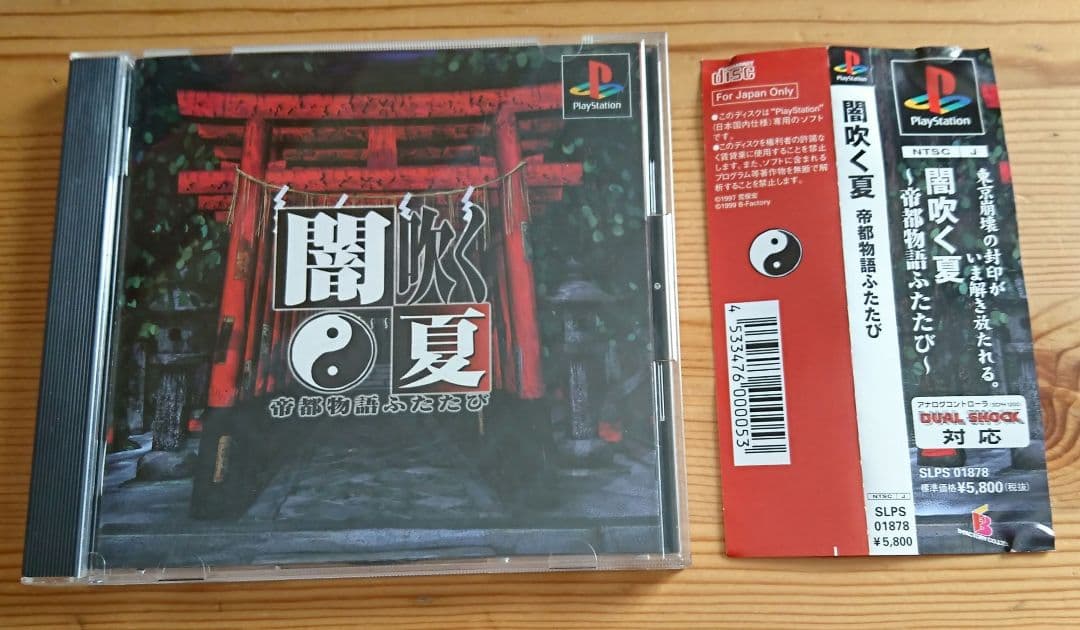 PlayStation
闇吹く
夏
帝都物語ふたたび
disc
For Japan Only
●このディスクは"PlayStation"
(日本国内仕様)専用のソフト
です。
●このディスクを権利者の許諾な
く賃貸業に使用することを禁止
します。また、ソフトに含まれる
プログラム等著作物を無断で解
析することを禁止します。
©1999 B-Factory
4 533476 000053
PlayStation
闇吹く夏 帝都物語ふたたび
NTSC J
SLPS
01878
¥5,800
PlayStation
NTSC J
東京崩壊の封印が
いま解き放たれる。
闇吹く夏
~帝都物語ふたたび~
アナログコントローラ(SCPH-1200)
DUAL SHOCK
対応
SLPS 01878
標準価格¥5,800(税抜)